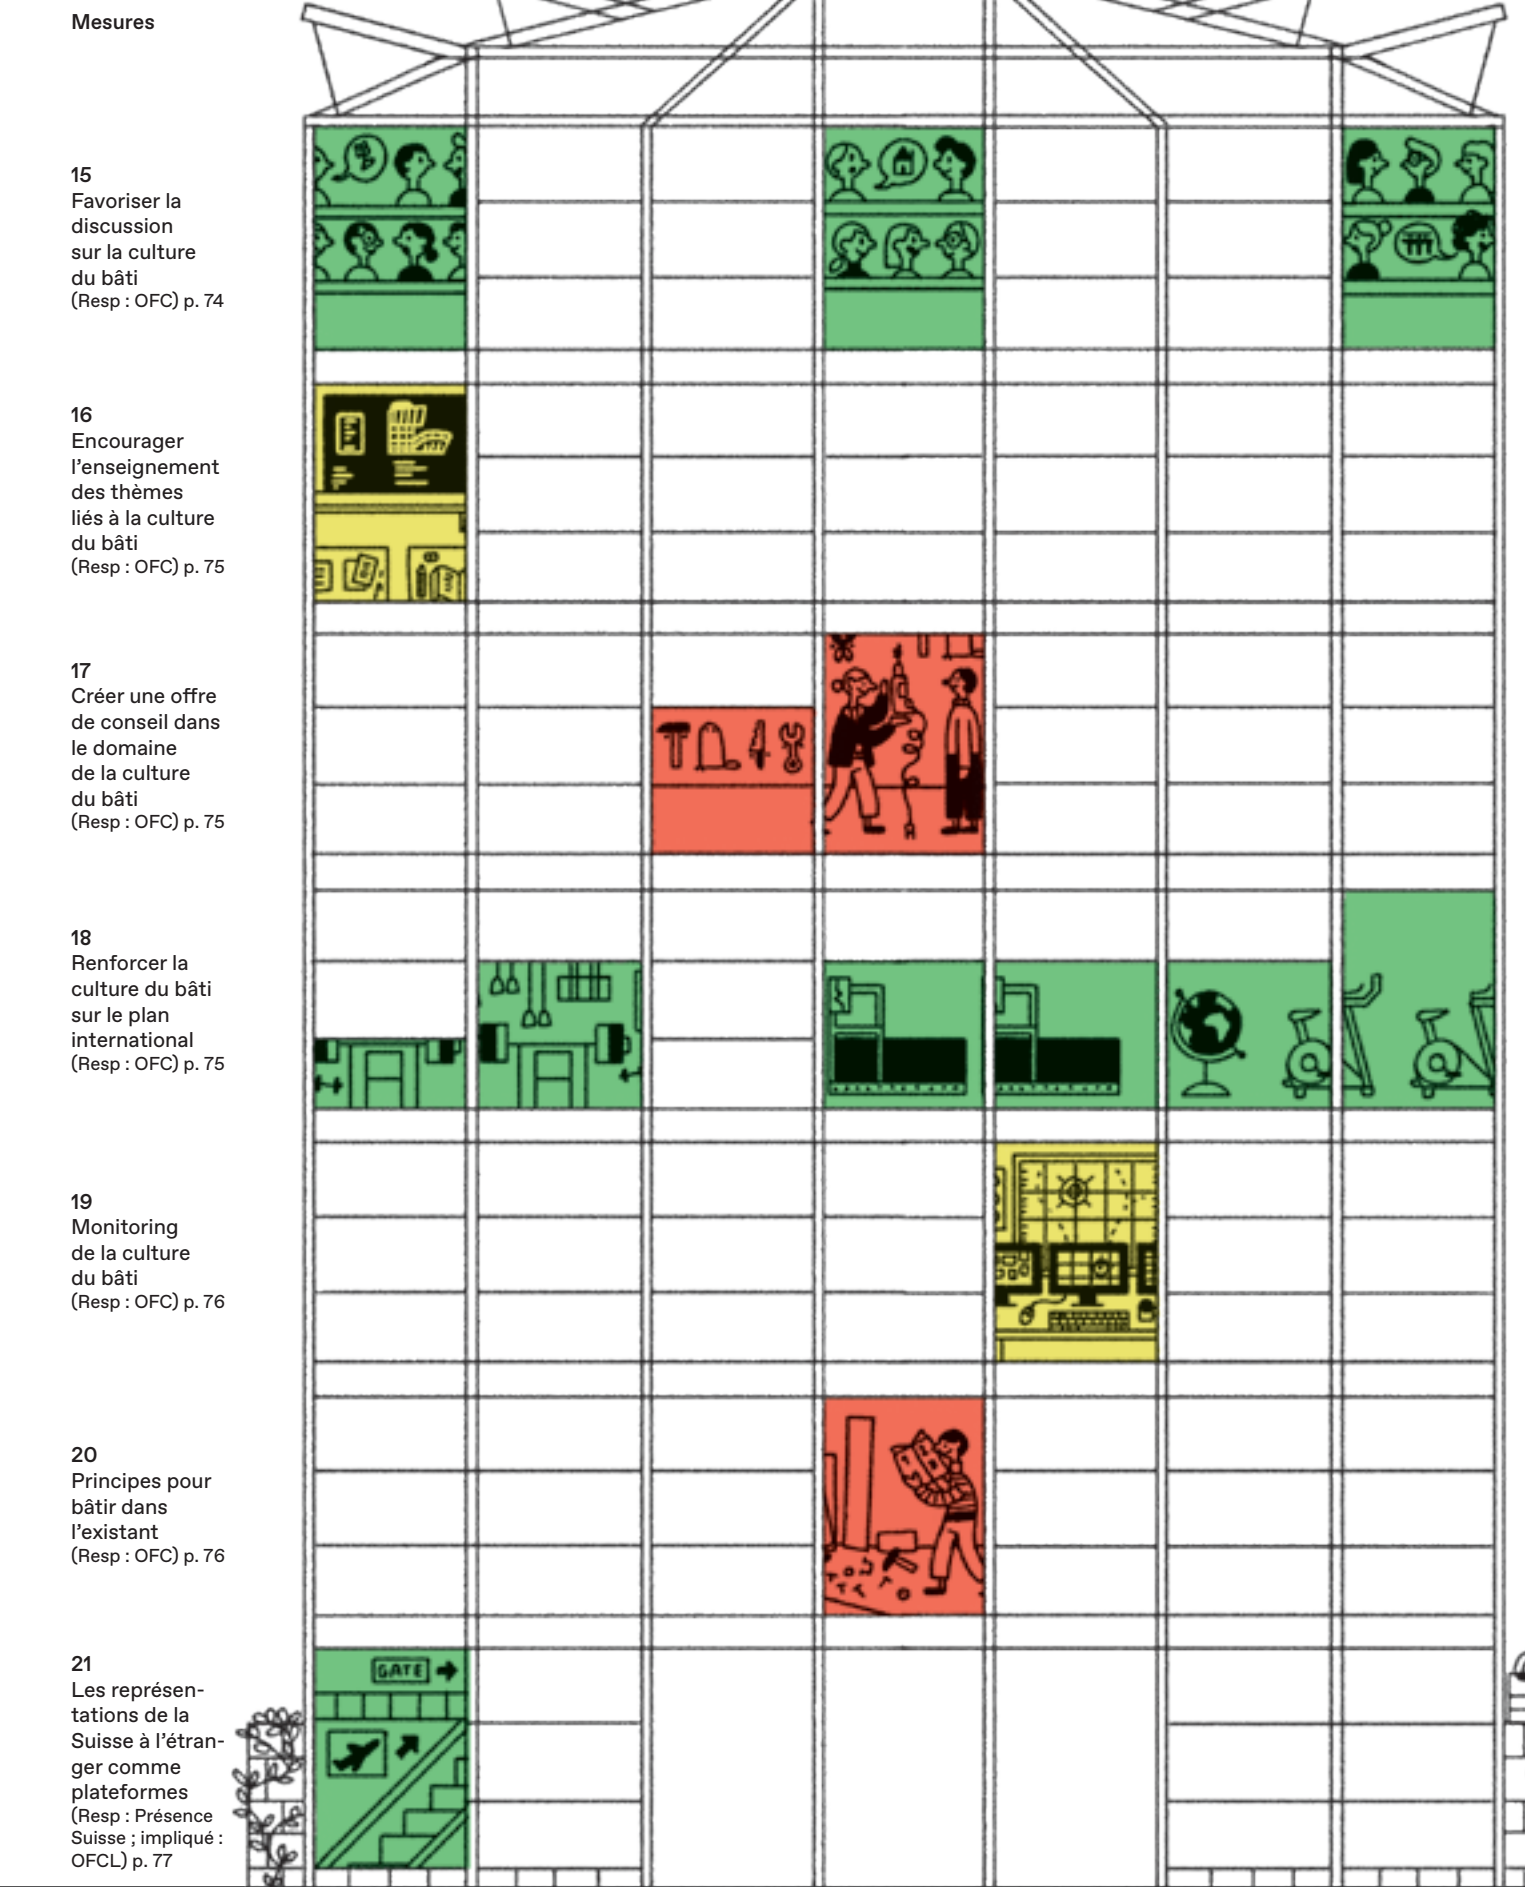 Mesures
15
Favoriser la
discussion
sur la culture
du bâti
(Resp : OFC) p. 74
16
Encourager
l’enseignement
des thèmes
liés à la culture
du bâti
(Resp : OFC) p. 75
17
Créer une offre
de conseil dans
le domaine
de la culture
du bâti
(Resp : OFC) p. 75
18
Renforcer la
culture du bâti
sur le plan
international
(Resp : OFC) p. 75
19
Monitoring
de la culture
du bâti
(Resp : OFC) p. 76
20
Principes pour
bâtir dans
l’existant
(Resp : OFC) p. 76
21
Les représen-
tations de la
Suisse à l’étran-
ger comme
plateformes
(Resp : Présence
Suisse ; impliqué :
OFCL) p. 77
GATE